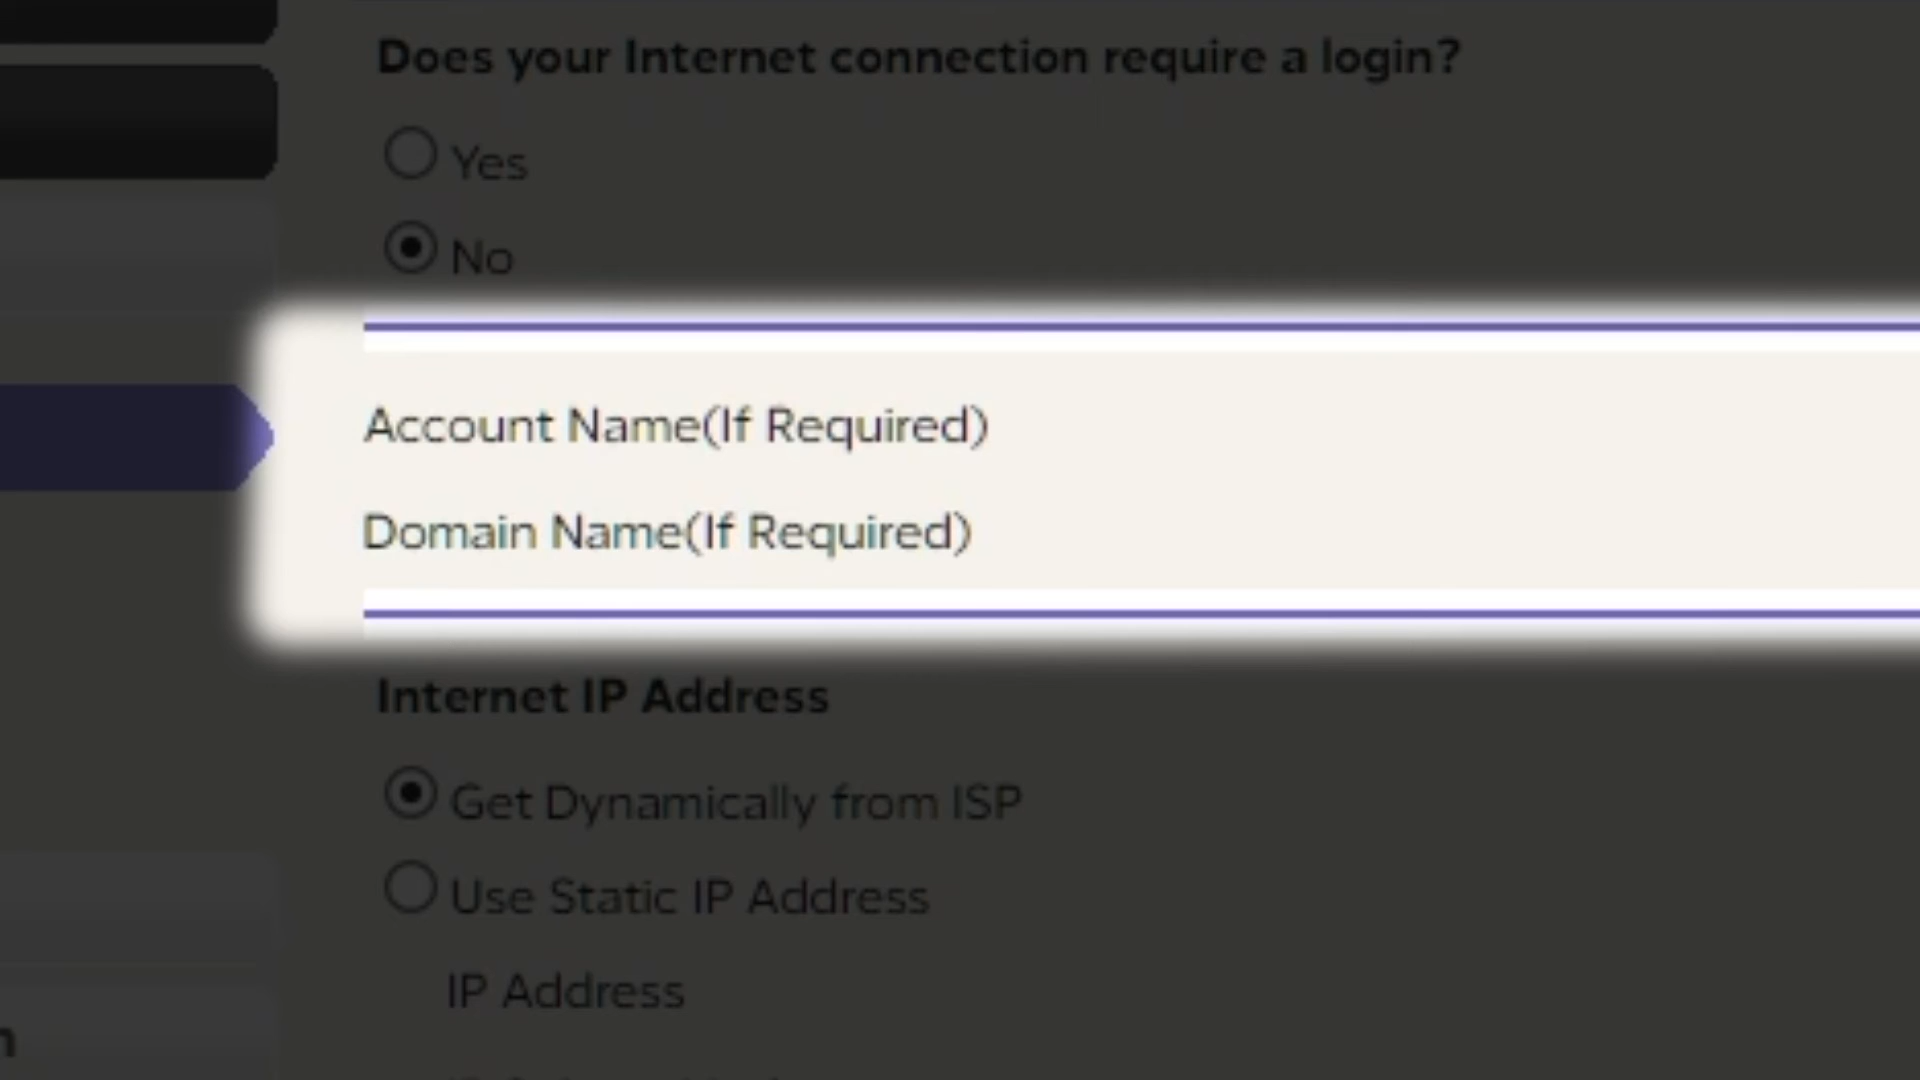 Does your Internet connection require a login?
Yes
No
Account Name(If Required)
Domain Name(If Required)
Internet IP Address
Get Dynamically from ISP
Use Static IP Address
IP Address